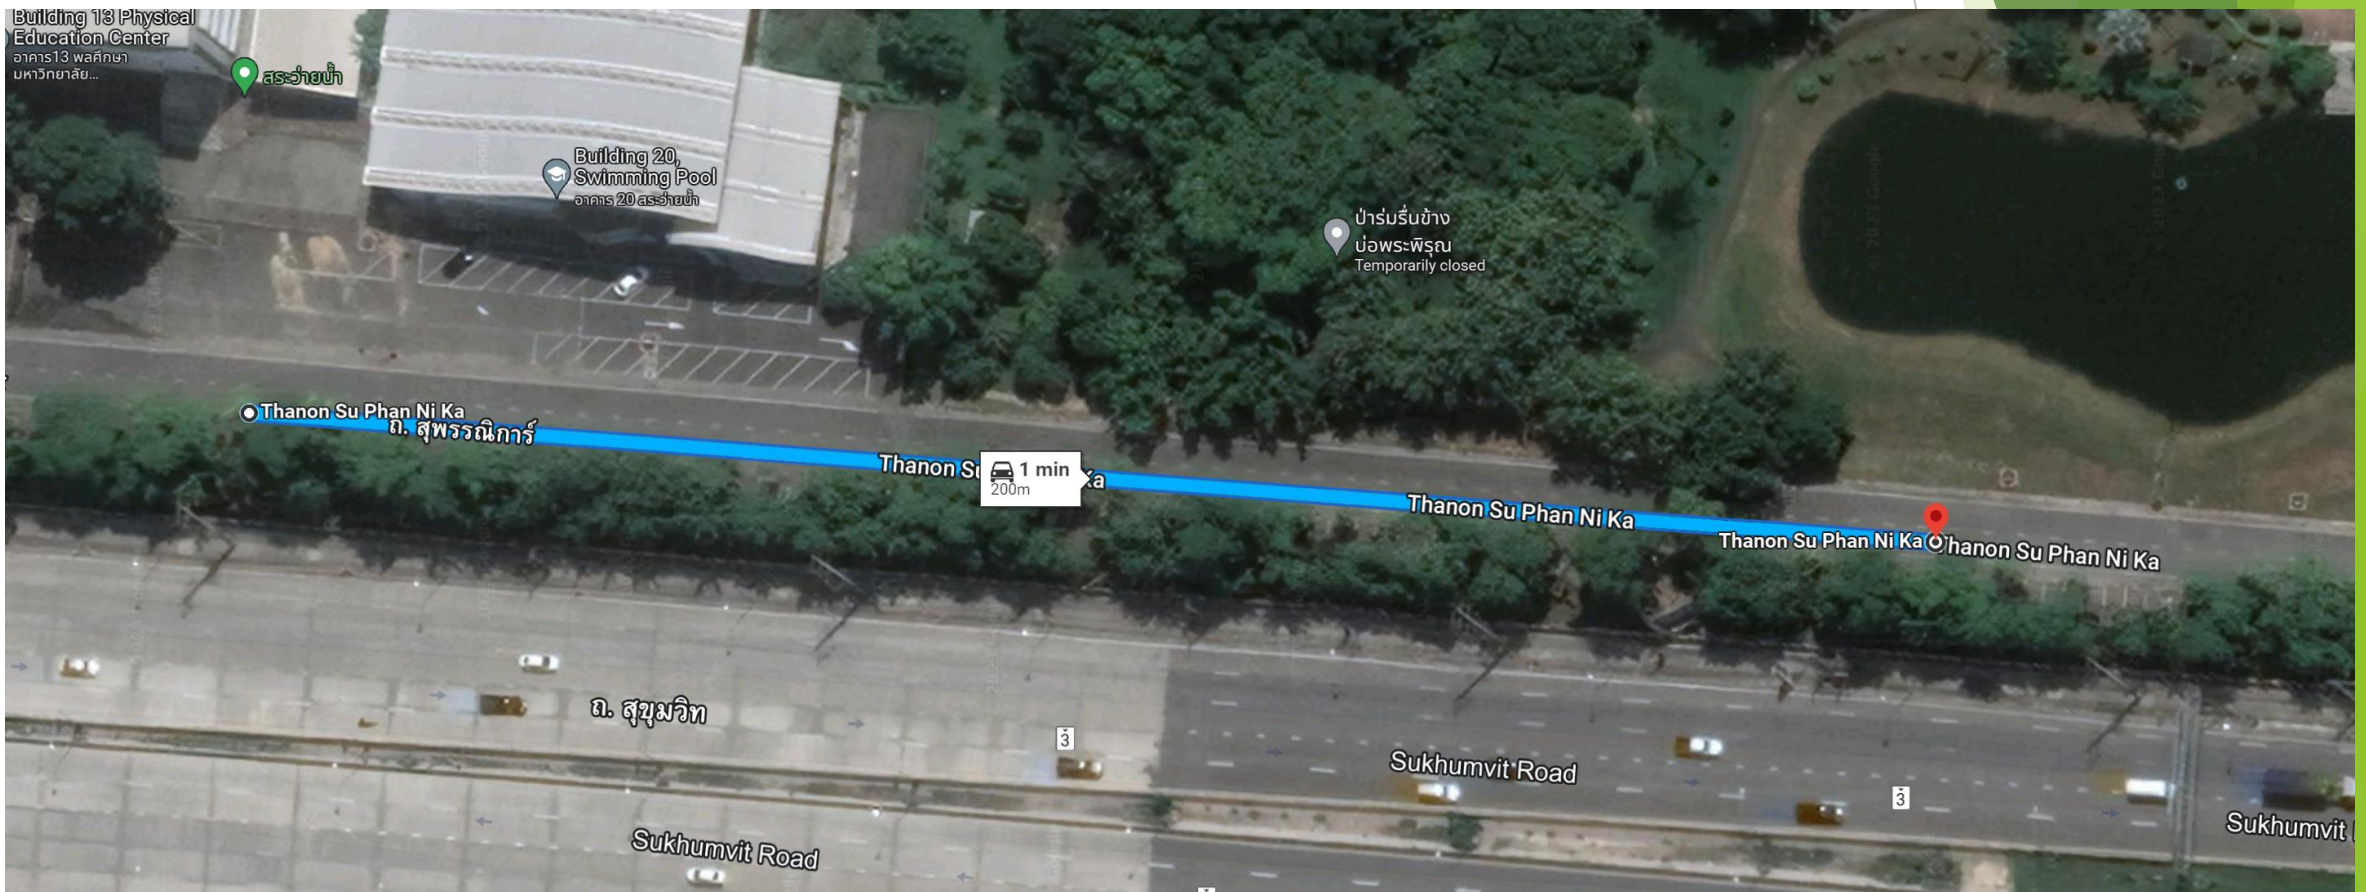 Building 13 Physical
Education Center
อาคาร13 พลศึกษา
มหาวิทยาลัย...
สระว่ายน้ำ
Building 20,
Swimming Pool
อาคาร 20 สระว่ายน้ำ
ป่าร่มรื่นข้าง
บ่อพระพิรุณ
Temporarily closed
Thanon Su Phan Ni Ka
ถ. สุพรรณิการ์
Thanon Su
1 min
ka
200m
Thanon Su Phan Ni Ka
Thanon Su Phan Ni Ka
Thanon Su Phan Ni Ka
ถ. สุขุมวิท
3
Sukhumvit Road
3
Sukhumvit
Sukhumvit Road